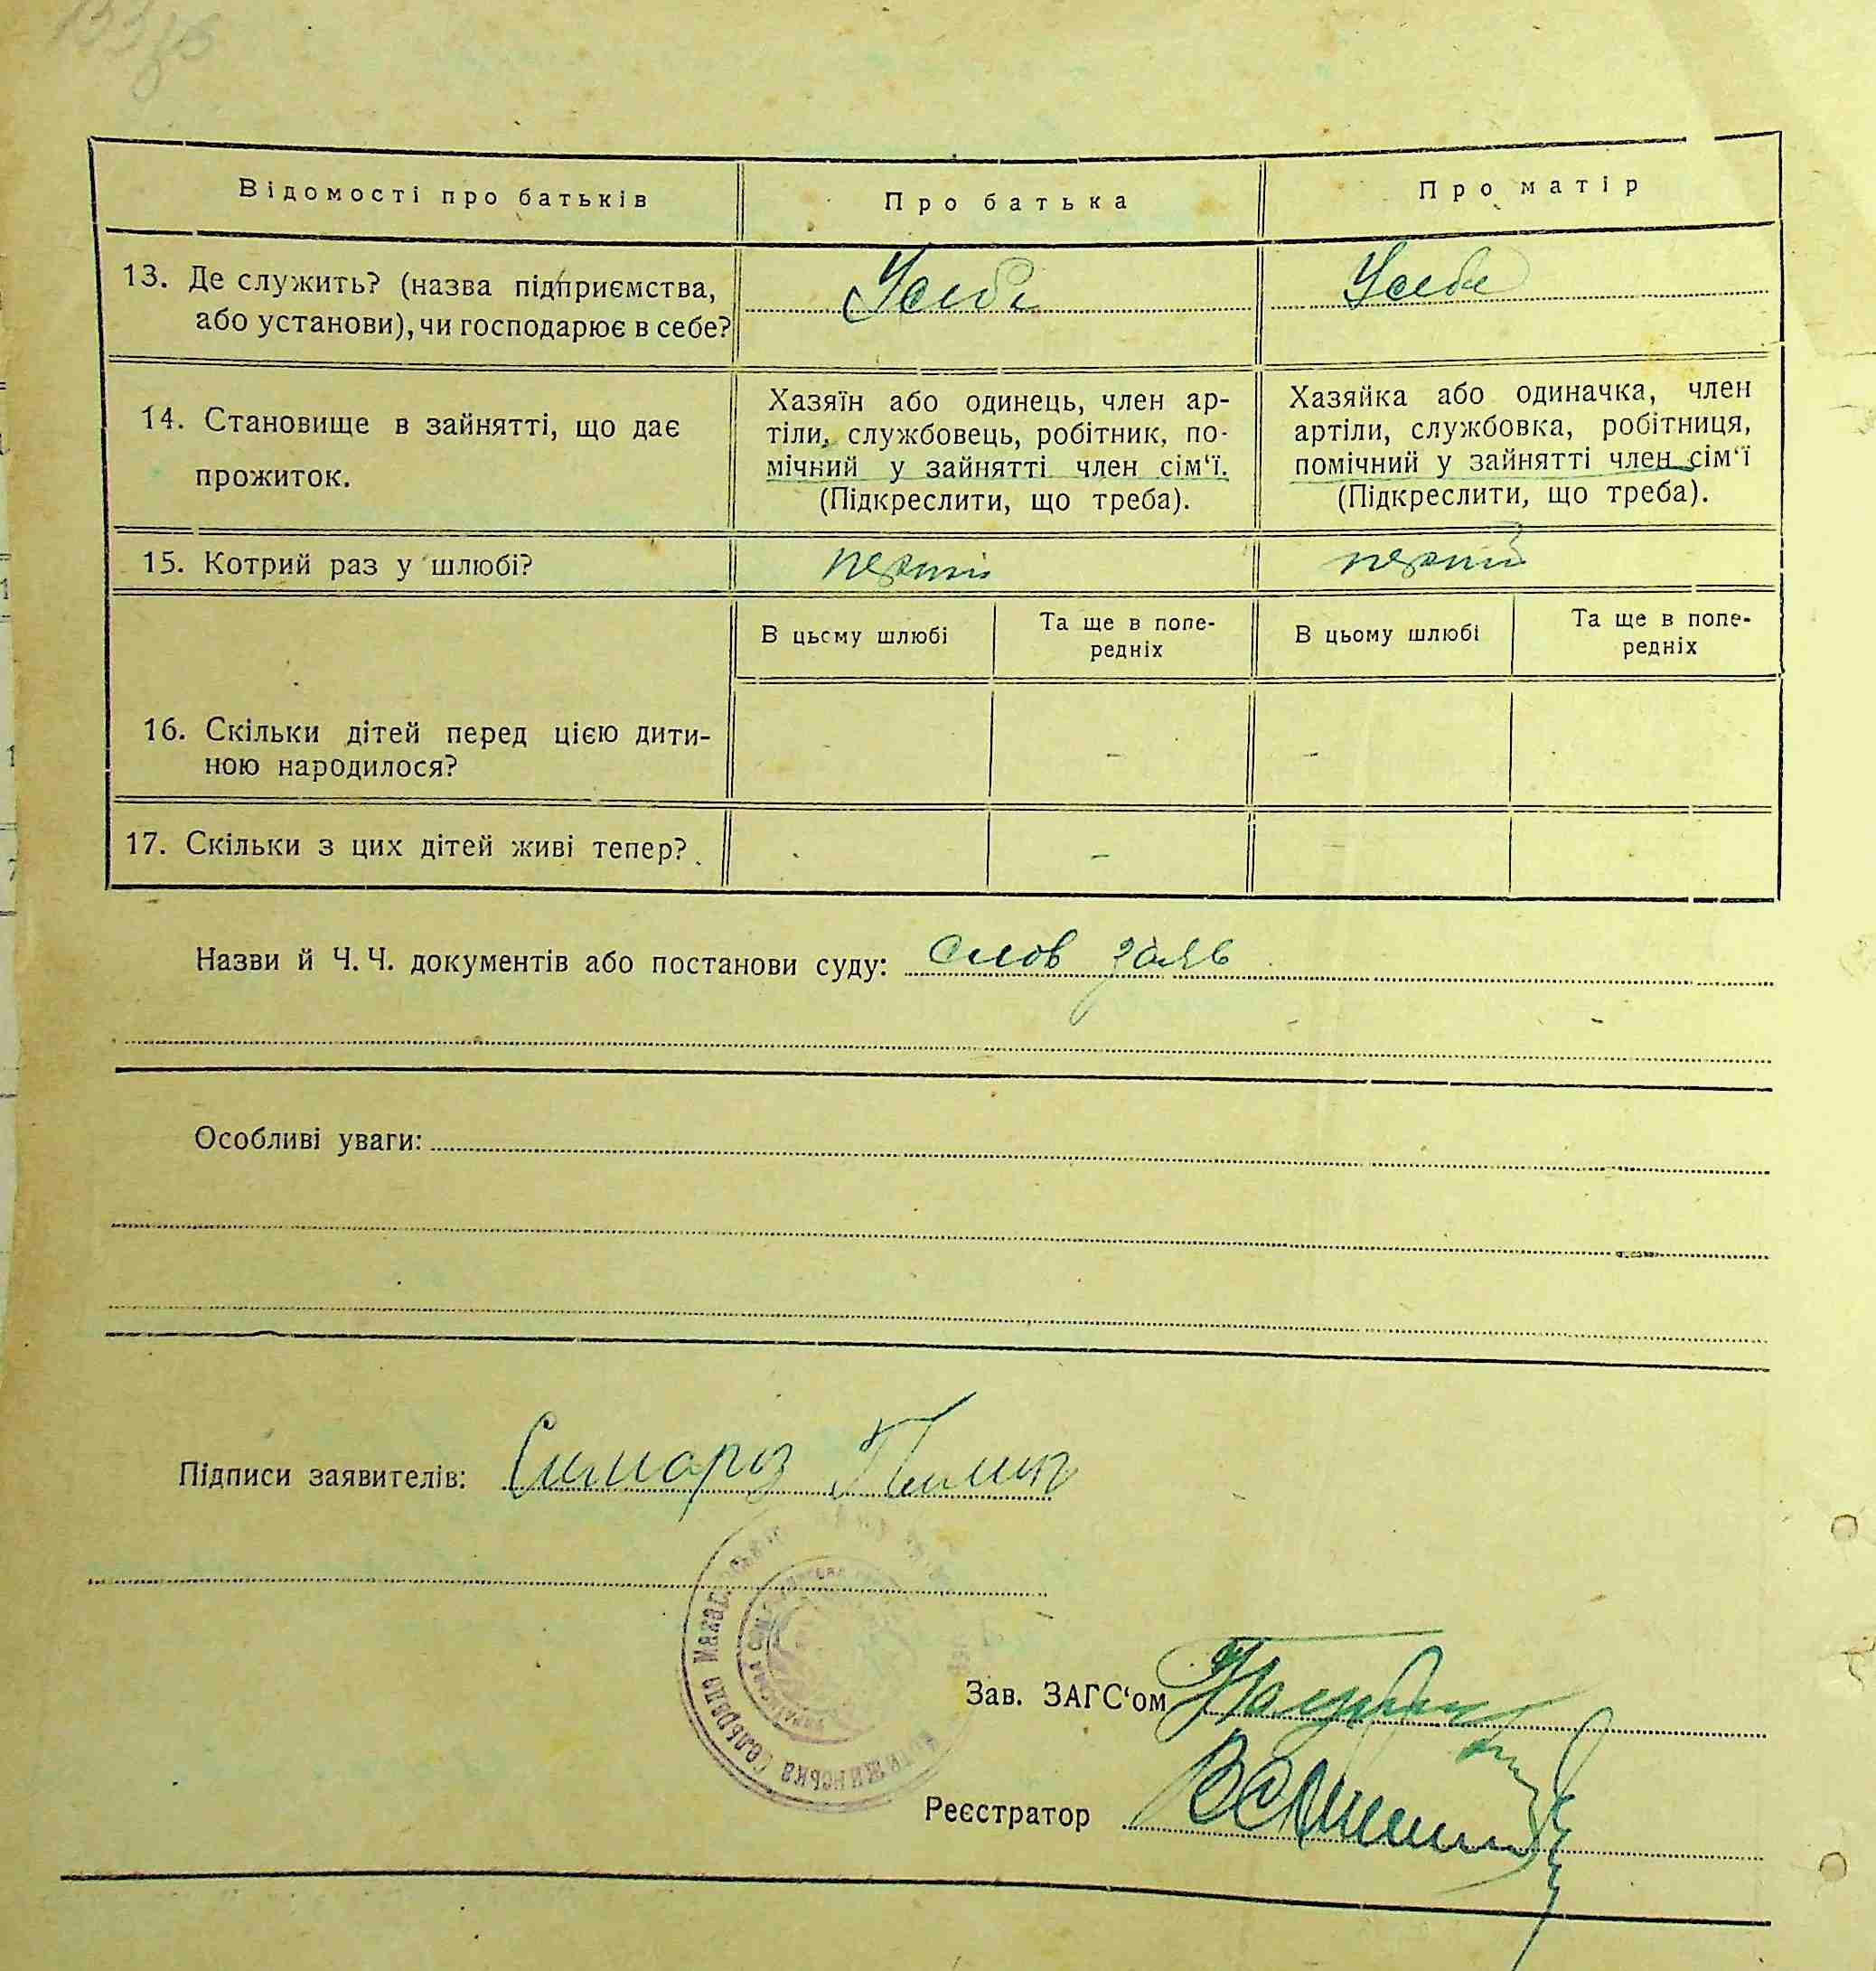 Відомості про батьків
Про батька
Про матір
13. Де служить? (назва підприємства,
або установи), чи господарює в себе?
Усебе
Усебе
14. Становище в зайнятті, що дає
прожиток.
Хазяїн або одинець, член ар-
тіли, службовець, робітник, по-
мічний у зайнятті член сім‘ї.
(Підкреслити, що треба).
Хазяйка або одиначка, член
артіли, службовка, робітниця,
помічний у зайнятті член сім‘ї
(Підкреслити, що треба).
15. Котрий раз у шлюбі?
перший
перший
В цьому шлюбі
Та ще в попе-
редніх
В цьому шлюбі
Та ще в попе-
редніх
16. Скільки дітей перед цією дити-
ною народилося?
-
-
17. Скільки з цих дітей живі тепер?
-
Назви й Ч. Ч. документів або постанови суду: Слов заяв
Особливі уваги:
Підписи заявителів:
Зав. ЗАГС‘ом
Реєстратор